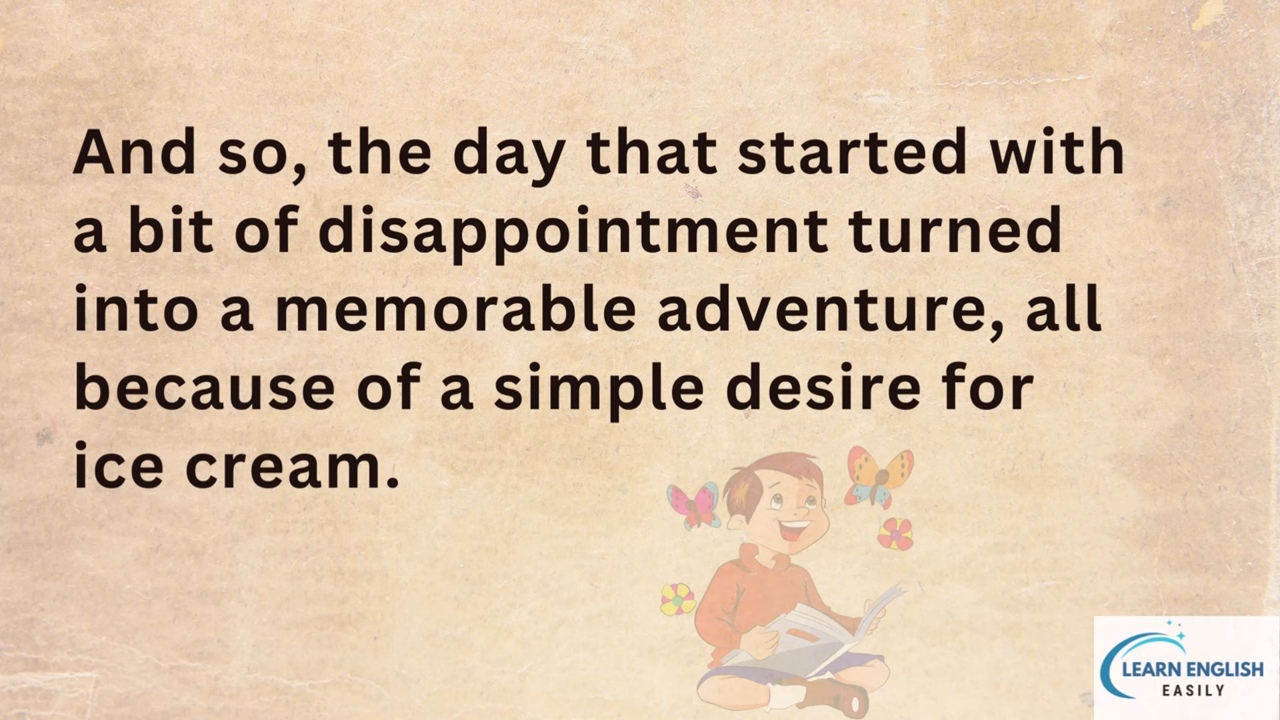 And so, the day that started with
a bit of disappointment turned
into a memorable adventure, all
because of a simple desire for
ice cream.
LEARN ENGLISH
EASILY